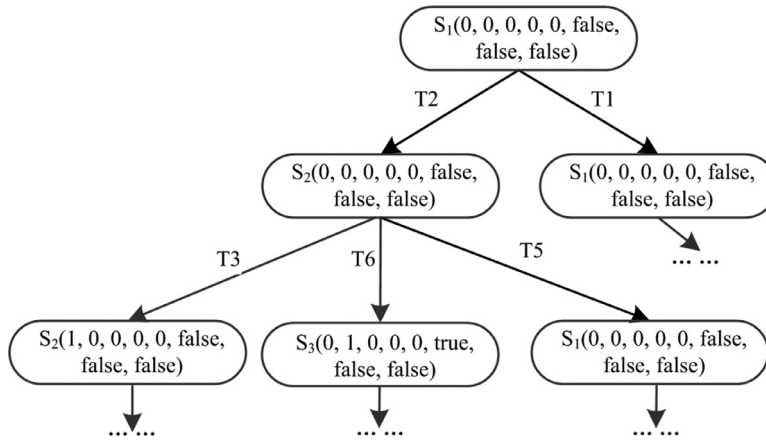 S₁(0, 0, 0, 0, 0, false,
false, false)
T2
T1
S₂(0, 0, 0, 0, 0, false,
false, false)
S₁(0, 0, 0, 0, 0, false,
false, false)
... ...
T3
T6
T5
S₂(1, 0, 0, 0, 0, false,
false, false)
S₃(0, 1, 0, 0, 0, true,
false, false)
S₁(0, 0, 0, 0, 0, false,
false, false)
... ...
... ...
... ...